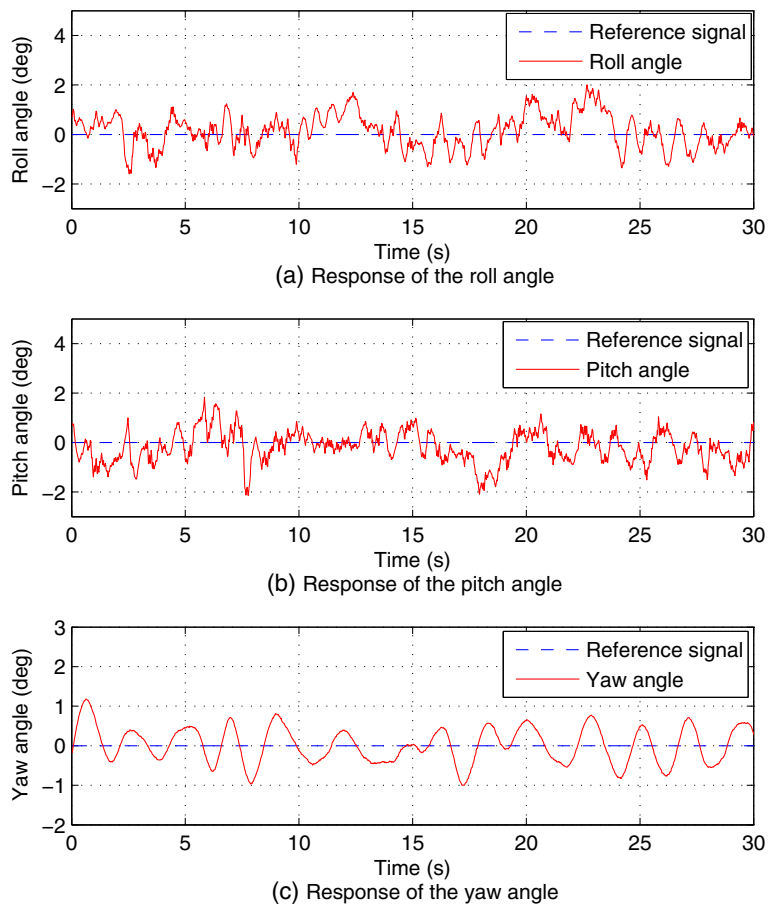 4
2
0
−2
Roll angle (deg)
Reference signal
Roll angle
0 5 10 15 20 25 30
Time (s)
(a) Response of the roll angle
4
2
0
−2
Pitch angle (deg)
Reference signal
Pitch angle
0 5 10 15 20 25 30
Time (s)
(b) Response of the pitch angle
3
2
1
0
−1
−2
Yaw angle (deg)
Reference signal
Yaw angle
0 5 10 15 20 25 30
Time (s)
(c) Response of the yaw angle